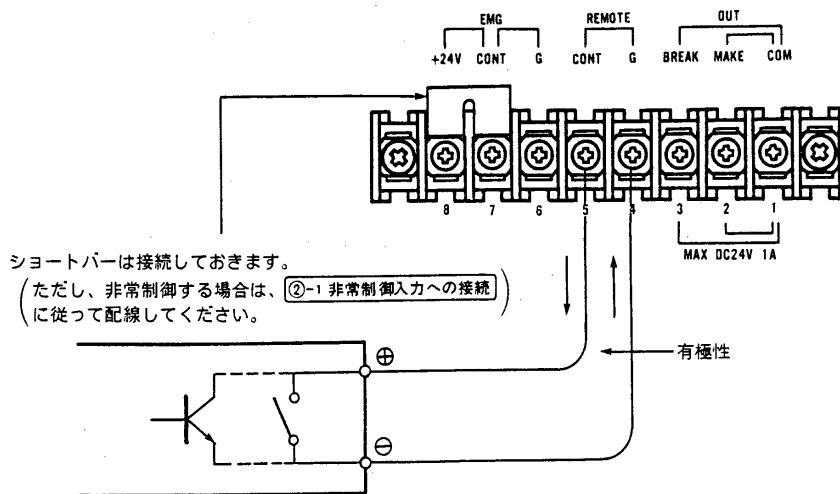 EMG REMOTE OUT
+24V CONT G CONT G BREAK MAKE COM
8 7 6 5 4 3 2 1
MAX DC24V 1A
ショートバーは接続しておきます。
(ただし、非常制御する場合は、②-1 非常制御入力への接続
に従って配線してください。)
⊕
有極性
⊖